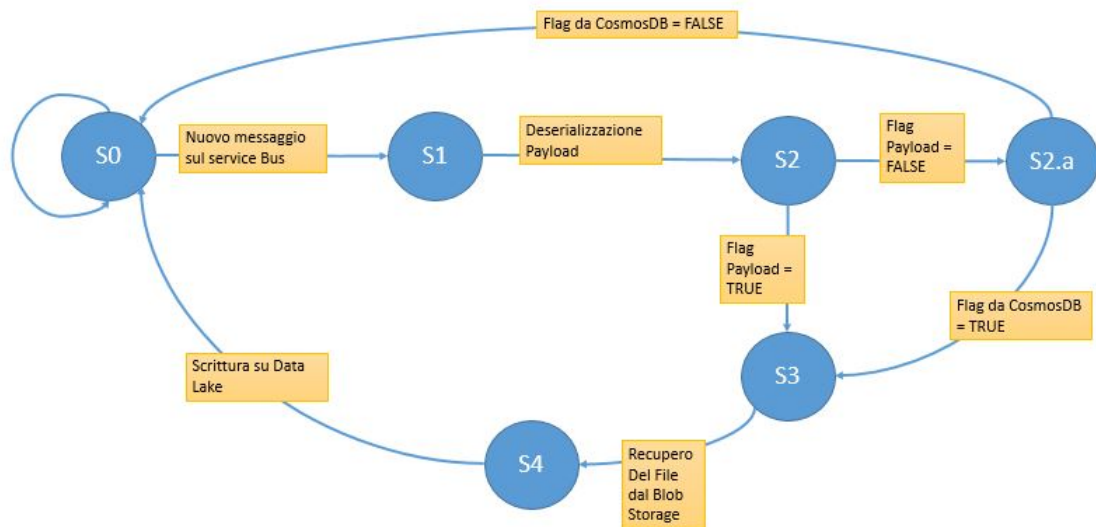 Flag da CosmosDB = FALSE
S0
Nuovo messaggio
sul service Bus
S1
Deserializzazione
Payload
S2
Flag
Payload =
FALSE
S2.a
Flag
Payload =
TRUE
Flag da CosmosDB
= TRUE
S3
Scrittura su Data
Lake
S4
Recupero
Del File
dal Blob
Storage